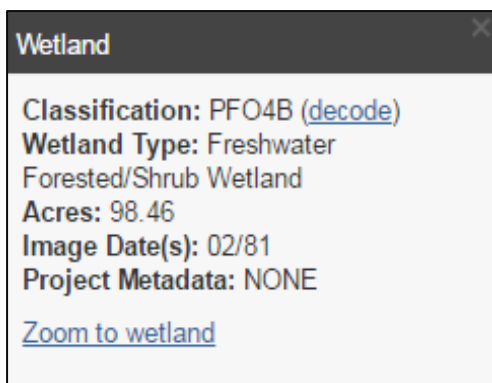 Wetland
Classification: PFO4B (decode)
Wetland Type: Freshwater
Forested/Shrub Wetland
Acres: 98.46
Image Date(s): 02/81
Project Metadata: NONE
Zoom to wetland